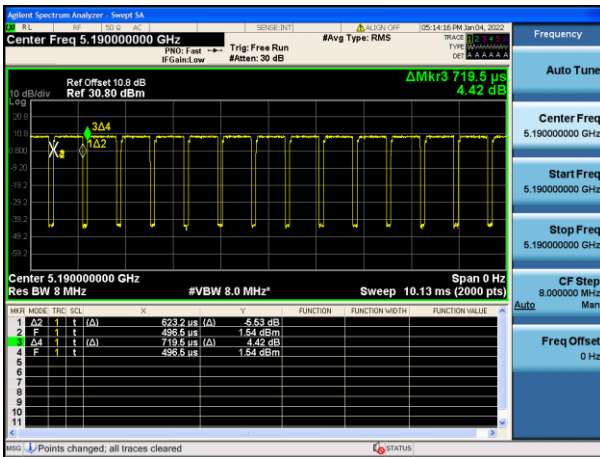 Agilent Spectrum Analyzer - Swept SA
RL RF 50 Ω AC SENSE:INT ALIGN OFF 05:14:16 PM Jan 04, 2022
Center Freq 5.190000000 GHz
#Avg Type: RMS
TRACE 1 2 3 4 5 6
TYPE
DET A A A A A A
PNO: Fast
IFGain:Low
Trig: Free Run
#Atten: 30 dB
ΔMkr3 719.5 µs
4.42 dB
Ref Offset 10.8 dB
10 dB/div Ref 30.80 dBm
Log
20.8
10.8
0.800
-9.20
-19.2
-29.2
-39.2
-49.2
-59.2
3Δ4
1Δ2
Center 5.190000000 GHz Span 0 Hz
Res BW 8 MHz #VBW 8.0 MHz* Sweep 10.13 ms (2000 pts)
MKR MODE TRC SCL X Y FUNCTION FUNCTION WIDTH FUNCTION VALUE
1 Δ2 1 t (Δ) 623.2 µs (Δ) -5.53 dB
2 F 1 t 496.5 µs 1.54 dBm
3 Δ4 1 t (Δ) 719.5 µs (Δ) 4.42 dB
4 F 1 t 496.5 µs 1.54 dBm
5
6
7
8
9
10
11
MSG Points changed; all traces cleared STATUS
Frequency
Auto Tune
Center Freq
5.190000000 GHz
Start Freq
5.190000000 GHz
Stop Freq
5.190000000 GHz
CF Step
8.000000 MHz
Auto Man
Freq Offset
0 Hz